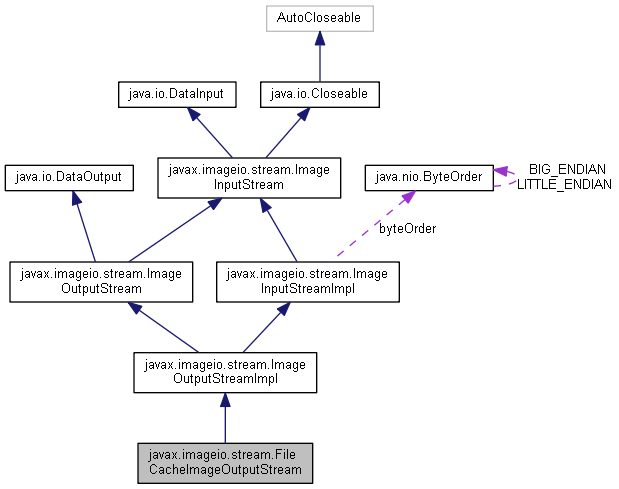 AutoCloseable
java.io.DataInput
java.io.Closeable
java.io.DataOutput
javax.imageio.stream.Image
InputStream
java.nio.ByteOrder
BIG_ENDIAN
LITTLE_ENDIAN
byteOrder
javax.imageio.stream.Image
OutputStream
javax.imageio.stream.Image
InputStreamImpl
javax.imageio.stream.Image
OutputStreamImpl
javax.imageio.stream.File
CacheImageOutputStream